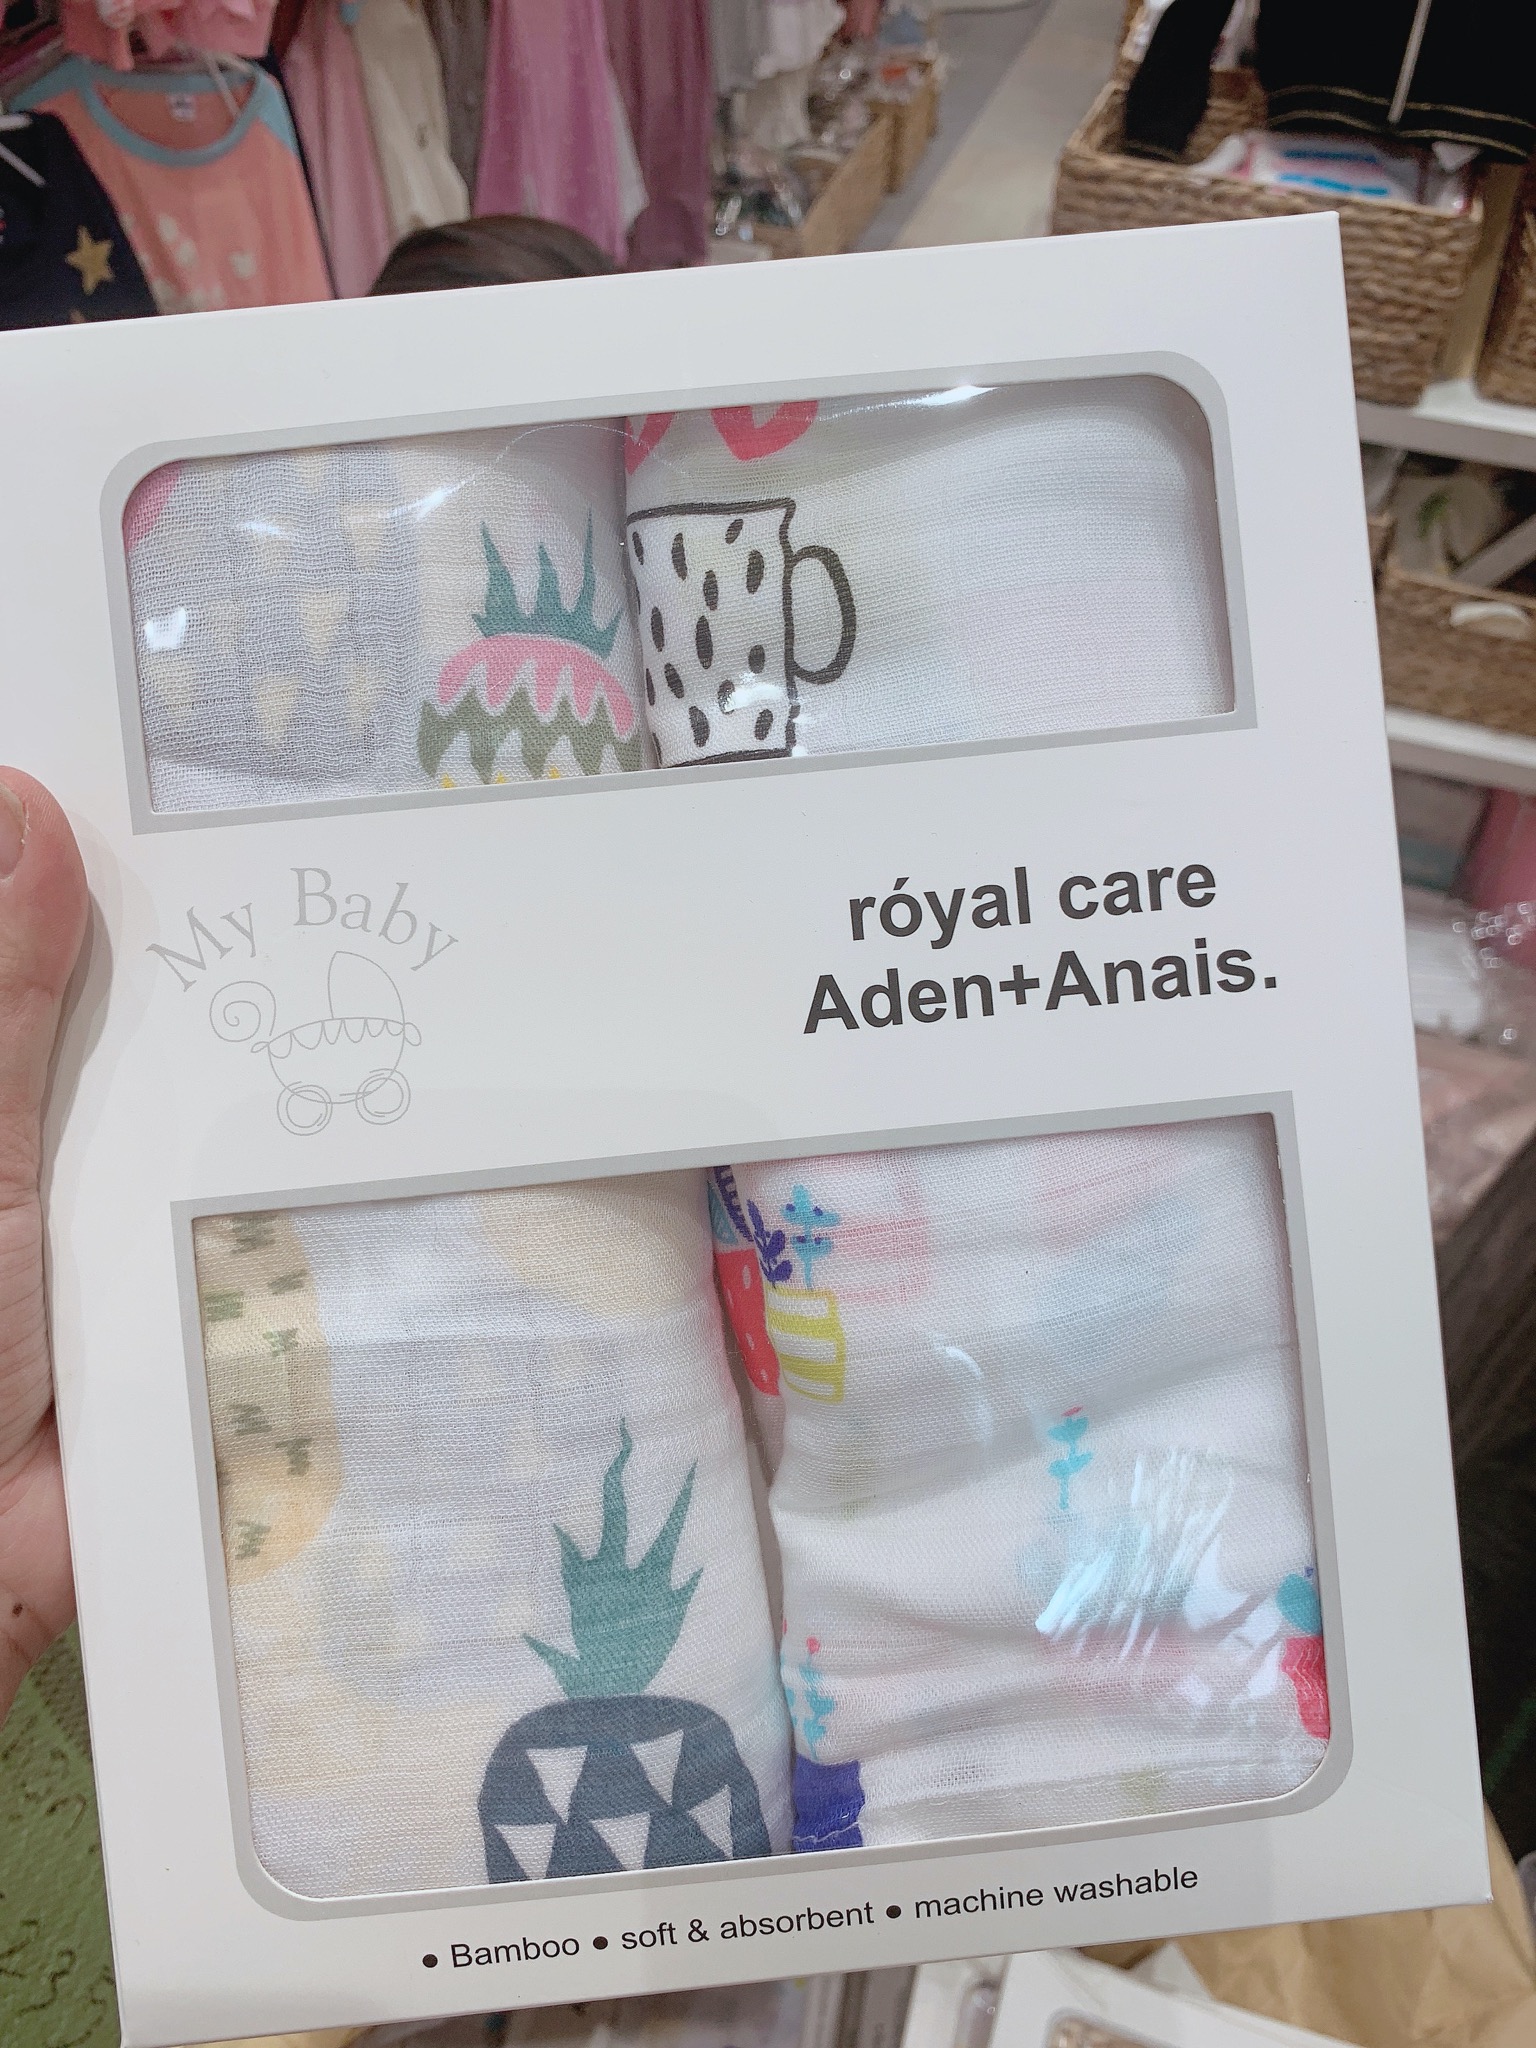 My Baby
róyal care
Aden+Anais.
• Bamboo • soft & absorbent • machine washable